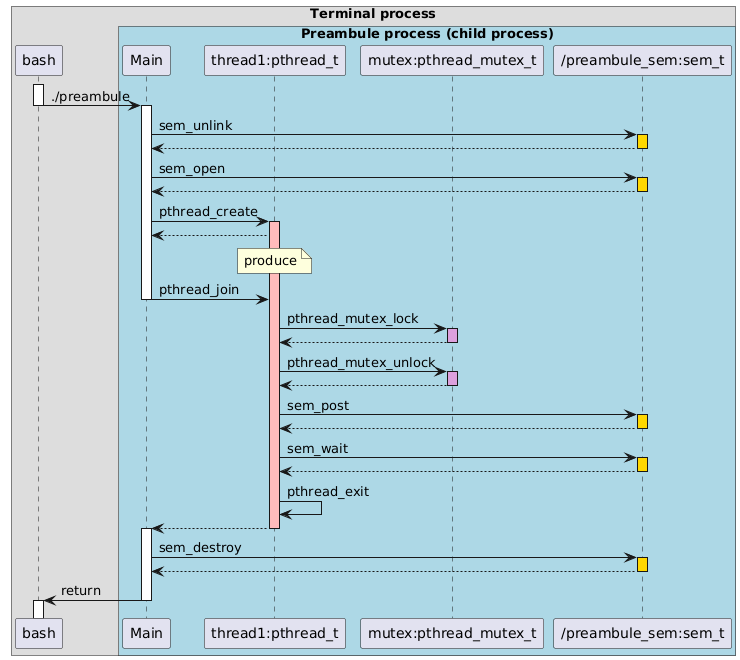 Terminal process
Preambule process (child process)
bash
Main
thread1:pthread_t
mutex:pthread_mutex_t
/preambule_sem:sem_t
./preambule
sem_unlink
sem_open
pthread_create
produce
pthread_join
pthread_mutex_lock
pthread_mutex_unlock
sem_post
sem_wait
pthread_exit
sem_destroy
return
bash
Main
thread1:pthread_t
mutex:pthread_mutex_t
/preambule_sem:sem_t